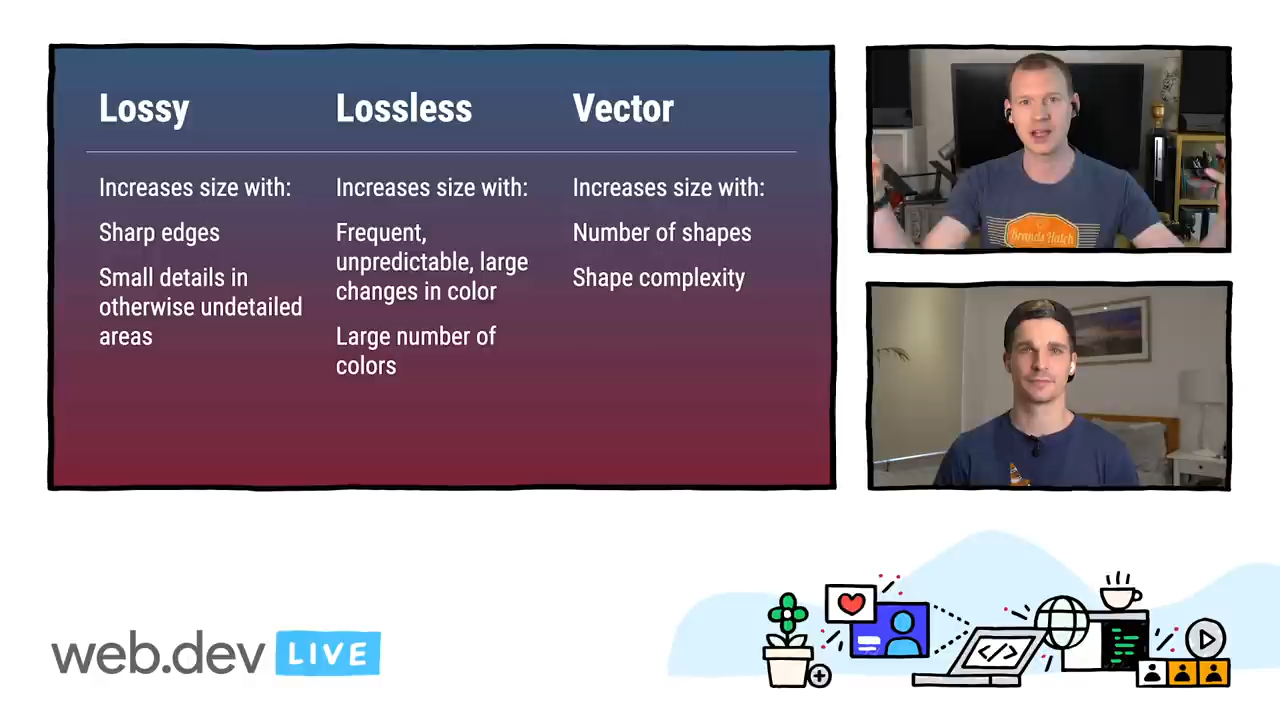 Lossy
Increases size with:
Sharp edges
Small details in
otherwise undetailed
areas
Lossless
Increases size with:
Frequent,
unpredictable, large
changes in color
Large number of
colors
Vector
Increases size with:
Number of shapes
Shape complexity
Brands Hatch
web.dev LIVE
</>